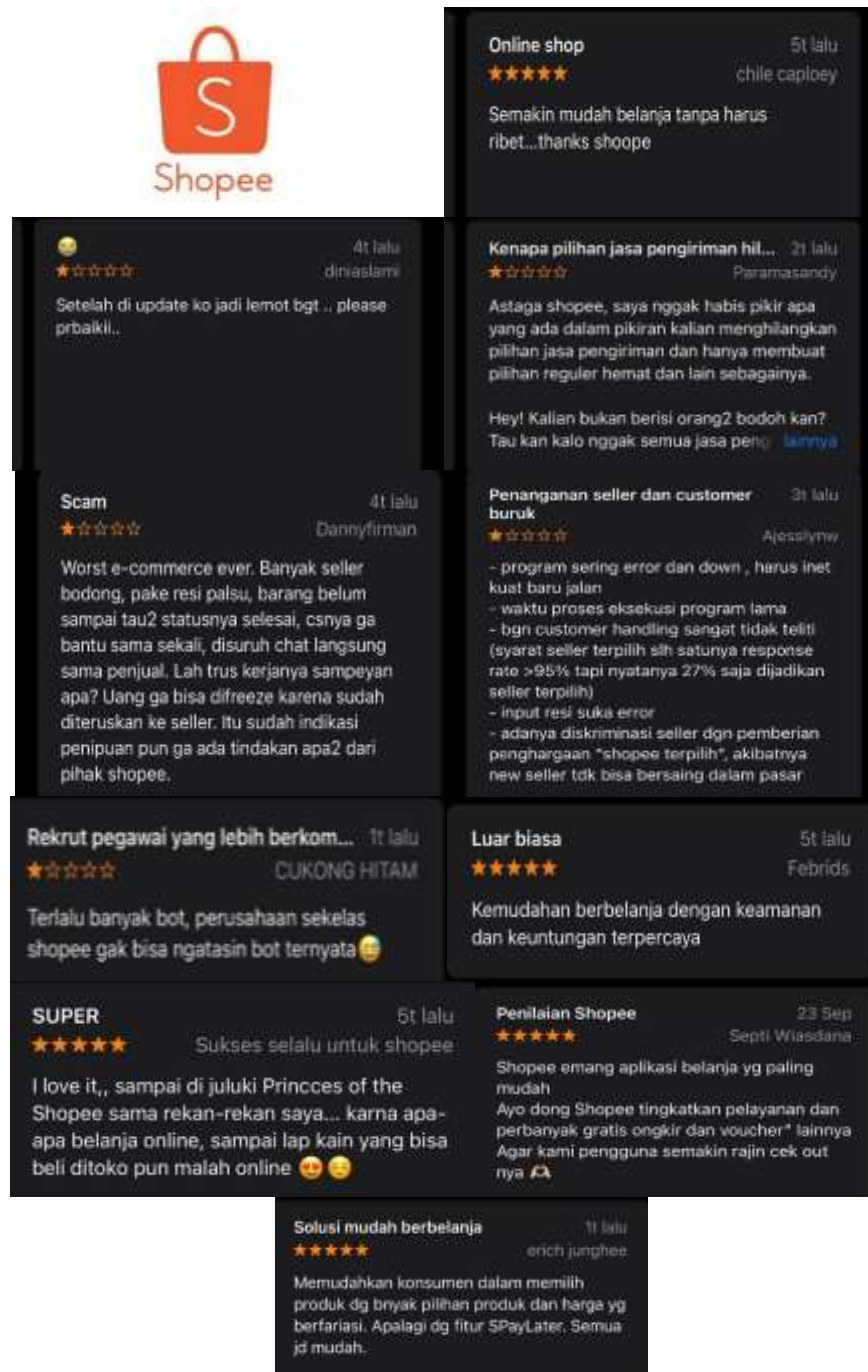 S
Shopee
Online shop 5t lalu
★★★★★ chile caploey
Semakin mudah belanja tanpa harus
ribet...thanks shoope
😂 4t lalu
★☆☆☆☆ diniaslami
Setelah di update ko jadi lemot bgt .. please
prbaikii..
Kenapa pilihan jasa pengiriman hil... 2t lalu
★☆☆☆☆ Paramasandy
Astaga shopee, saya nggak habis pikir apa
yang ada dalam pikiran kalian menghilangkan
pilihan jasa pengiriman dan hanya membuat
pilihan reguler hemat dan lain sebagainya.
Hey! Kalian bukan berisi orang2 bodoh kan?
Tau kan kalo nggak semua jasa peng lainnya
Scam 4t lalu
★☆☆☆☆ Dannyfirman
Worst e-commerce ever. Banyak seller
bodong, pake resi palsu, barang belum
sampai tau2 statusnya selesai, csnya ga
bantu sama sekali, disuruh chat langsung
sama penjual. Lah trus kerjanya sampeyan
apa? Uang ga bisa difreeze karena sudah
diteruskan ke seller. Itu sudah indikasi
penipuan pun ga ada tindakan apa2 dari
pihak shopee.
Penanganan seller dan customer 3t lalu
buruk
★☆☆☆☆ Ajesslynw
- program sering error dan down , harus inet
kuat baru jalan
- waktu proses eksekusi program lama
- bgn customer handling sangat tidak teliti
(syarat seller terpilih slh satunya response
rate >95% tapi nyatanya 27% saja dijadikan
seller terpilih)
- input resi suka error
- adanya diskriminasi seller dgn pemberian
penghargaan "shopee terpilih", akibatnya
new seller tdk bisa bersaing dalam pasar
Rekrut pegawai yang lebih berkom... 1t lalu
★☆☆☆☆ CUKONG HITAM
Terlalu banyak bot, perusahaan sekelas
shopee gak bisa ngatasin bot ternyata😅
Luar biasa 5t lalu
★★★★★ Febrids
Kemudahan berbelanja dengan keamanan
dan keuntungan terpercaya
SUPER 5t lalu
★★★★★ Sukses selalu untuk shopee
I love it,, sampai di juluki Princces of the
Shopee sama rekan-rekan saya... karna apa-
apa belanja online, sampai lap kain yang bisa
beli ditoko pun malah online 😍☺️
Penilaian Shopee 23 Sep
★★★★★ Septi Wiasdana
Shopee emang aplikasi belanja yg paling
mudah
Ayo dong Shopee tingkatkan pelayanan dan
perbanyak gratis ongkir dan voucher" lainnya
Agar kami pengguna semakin rajin cek out
nya 🫶🏻
Solusi mudah berbelanja 1t lalu
★★★★★ erich junghee
Memudahkan konsumen dalam memilih
produk dg bnyak pilihan produk dan harga yg
berfariasi. Apalagi dg fitur SPayLater. Semua
jd mudah.